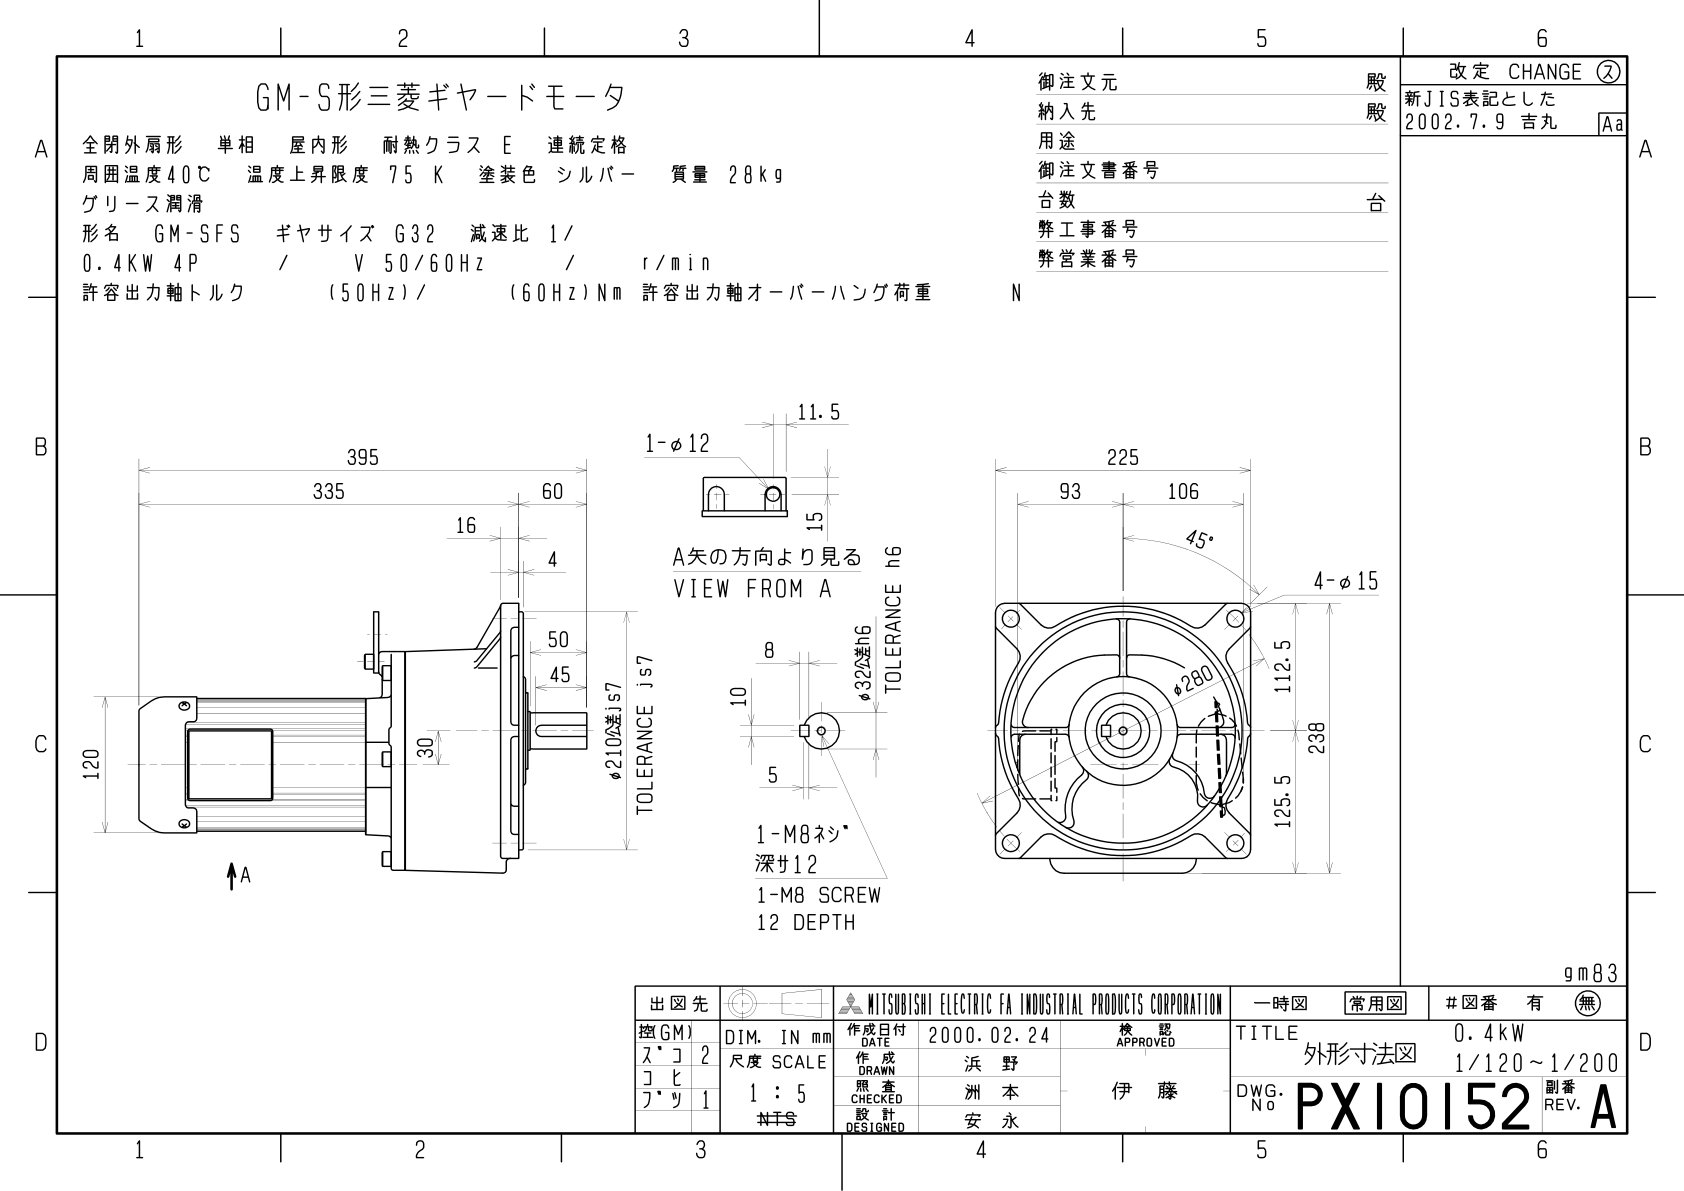 1 2 3 4 5 6
GM-S形三菱ギヤードモータ
全閉外扇形 単相 屋内形 耐熱クラス E 連続定格
周囲温度40℃ 温度上昇限度 75 K 塗装色 シルバー 質量 28kg
グリース潤滑
形名 GM-SFS ギヤサイズ G32 減速比 1/
0.4KW 4P / V 50/60Hz / r/min
許容出力軸トルク (50Hz)/ (60Hz)Nm 許容出力軸オーバーハング荷重 N
御注文元 殿
納入先 殿
用途
御注文書番号
台数 台
弊工事番号
弊営業番号
改定 CHANGE ス
新JIS表記とした
2002.7.9 吉丸 Aa
A A
B B
C C
D D
395
335 60
16
4
50
45
30
120
φ210公差js7
TOLERANCE js7
A
11.5
1-φ12
15
A矢の方向より見る
VIEW FROM A
8
10
5
φ32公差h6
TOLERANCE h6
1-M8ネジ
深サ12
1-M8 SCREW
12 DEPTH
225
93 106
45°
4-φ15
φ280
112.5
238
125.5
gm83
出図先
控(GM)
ズコ 2
コヒ
ブツ 1
DIM. IN mm
尺度 SCALE
1 : 5
NTS
MITSUBISHI ELECTRIC FA INDUSTRIAL PRODUCTS CORPORATION
作成日付 DATE 2000.02.24
検認 APPROVED
作成 DRAWN 浜野
照査 CHECKED 洲本
設計 DESIGNED 安永
伊藤
一時図 常用図 #図番 有 無
TITLE 外形寸法図
0.4kW
1/120~1/200
DWG. No PX10152 副番 REV. A
1 2 3 4 5 6